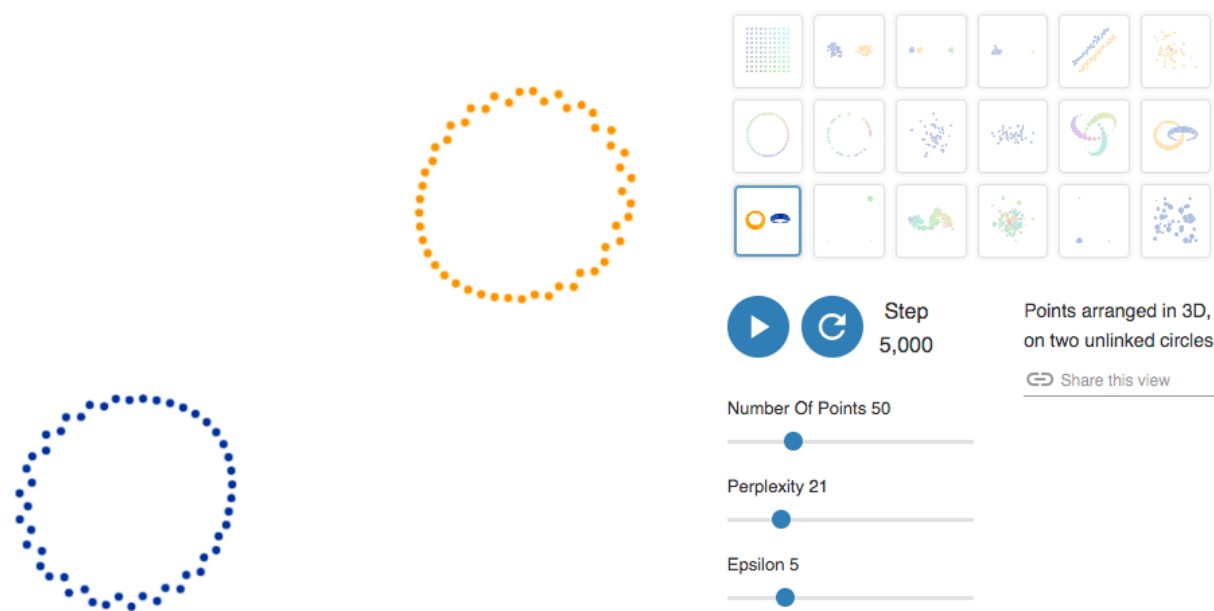 Step
5,000
Points arranged in 3D,
on two unlinked circles
Share this view
Number Of Points 50
Perplexity 21
Epsilon 5